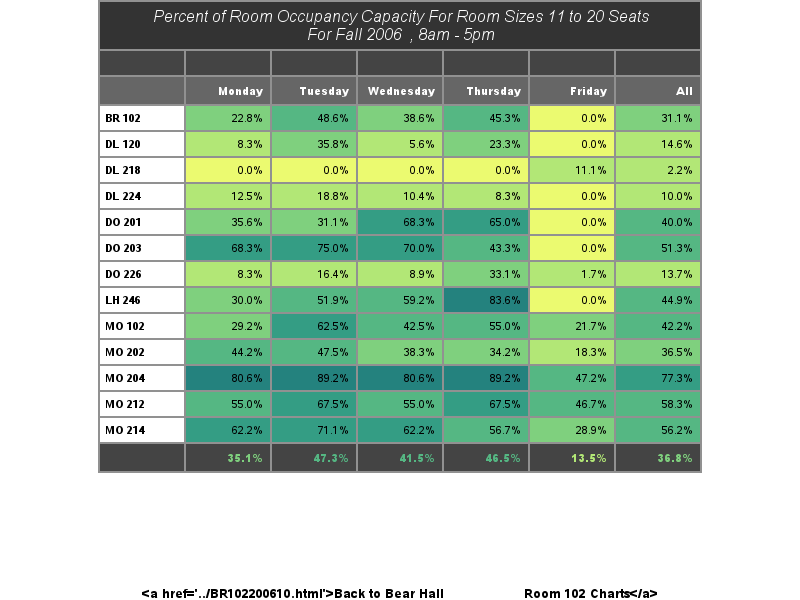 Percent of Room Occupancy Capacity For Room Sizes 11 to 20 Seats
For Fall 2006 , 8am - 5pm
Monday Tuesday Wednesday Thursday Friday All
BR 102 22.8% 48.6% 38.6% 45.3% 0.0% 31.1%
DL 120 8.3% 35.8% 5.6% 23.3% 0.0% 14.6%
DL 218 0.0% 0.0% 0.0% 0.0% 11.1% 2.2%
DL 224 12.5% 18.8% 10.4% 8.3% 0.0% 10.0%
DO 201 35.6% 31.1% 68.3% 65.0% 0.0% 40.0%
DO 203 68.3% 75.0% 70.0% 43.3% 0.0% 51.3%
DO 226 8.3% 16.4% 8.9% 33.1% 1.7% 13.7%
LH 246 30.0% 51.9% 59.2% 83.6% 0.0% 44.9%
MO 102 29.2% 62.5% 42.5% 55.0% 21.7% 42.2%
MO 202 44.2% 47.5% 38.3% 34.2% 18.3% 36.5%
MO 204 80.6% 89.2% 80.6% 89.2% 47.2% 77.3%
MO 212 55.0% 67.5% 55.0% 67.5% 46.7% 58.3%
MO 214 62.2% 71.1% 62.2% 56.7% 28.9% 56.2%
35.1% 47.3% 41.5% 46.5% 13.5% 36.8%
<a href='../BR102200610.html'>Back to Bear Hall Room 102 Charts</a>